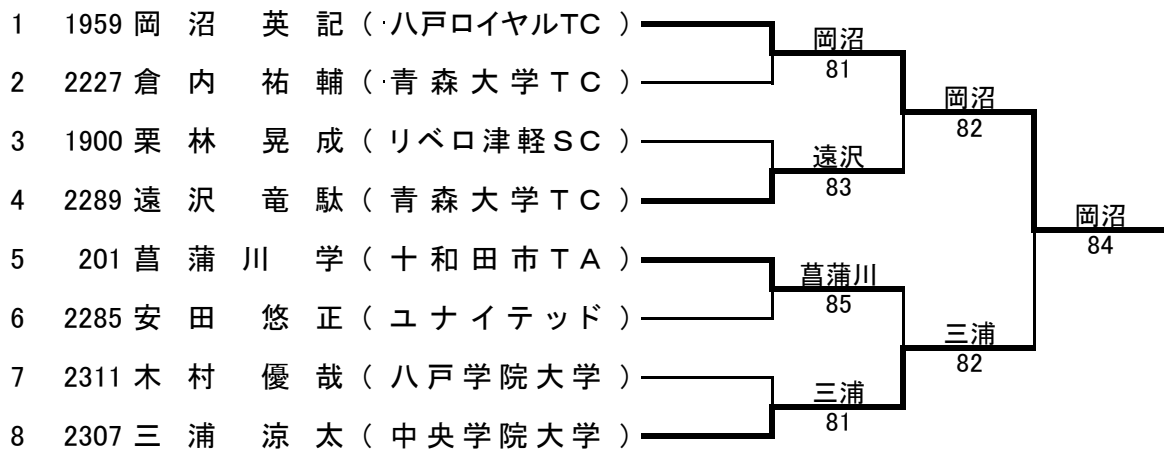 1 1959 岡沼 英記 (八戸ロイヤルTC)
岡沼
81
2 2227 倉内 祐輔 (青森大学TC)
岡沼
82
3 1900 栗林 晃成 (リベロ津軽SC)
遠沢
83
4 2289 遠沢 竜駄 (青森大学TC)
岡沼
84
5 201 菖蒲川 学 (十和田市TA)
菖蒲川
85
6 2285 安田 悠正 (ユナイテッド)
三浦
82
7 2311 木村 優哉 (八戸学院大学)
三浦
81
8 2307 三浦 涼太 (中央学院大学)